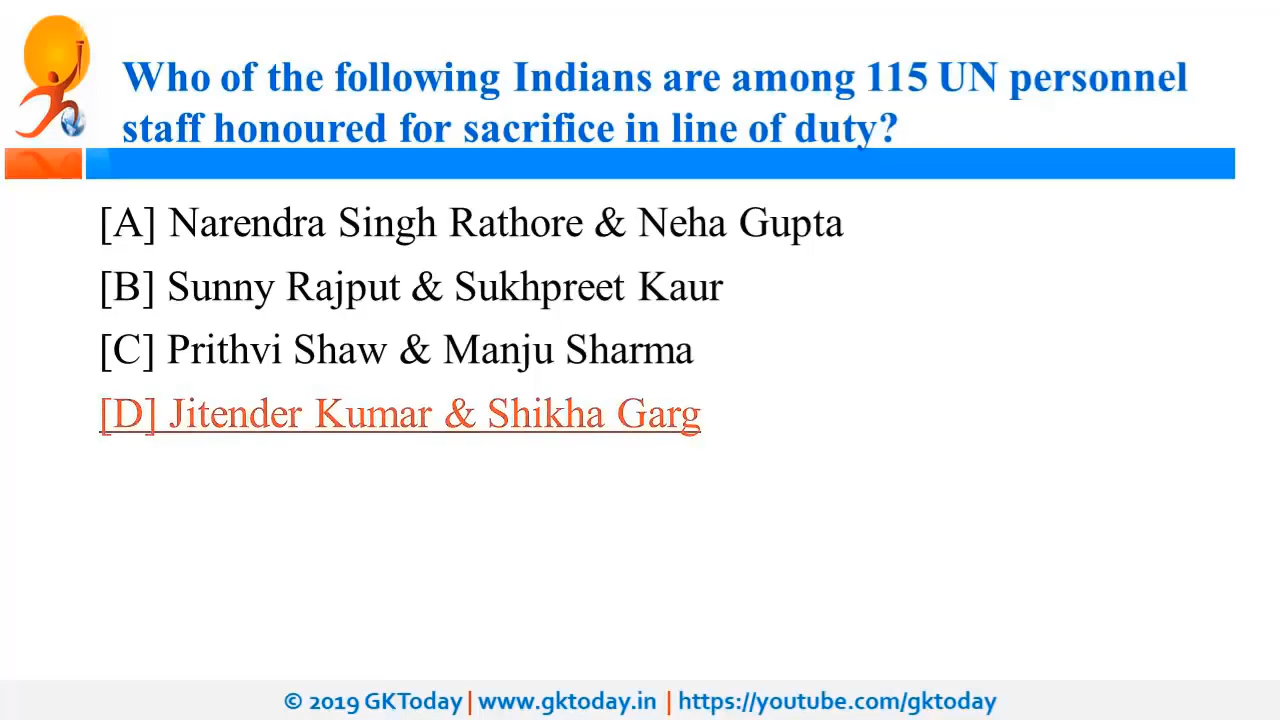 Who of the following Indians are among 115 UN personnel
staff honoured for sacrifice in line of duty?
[A] Narendra Singh Rathore & Neha Gupta
[B] Sunny Rajput & Sukhpreet Kaur
[C] Prithvi Shaw & Manju Sharma
[D] Jitender Kumar & Shikha Garg
© 2019 GKToday | www.gktoday.in | https://youtube.com/gktoday